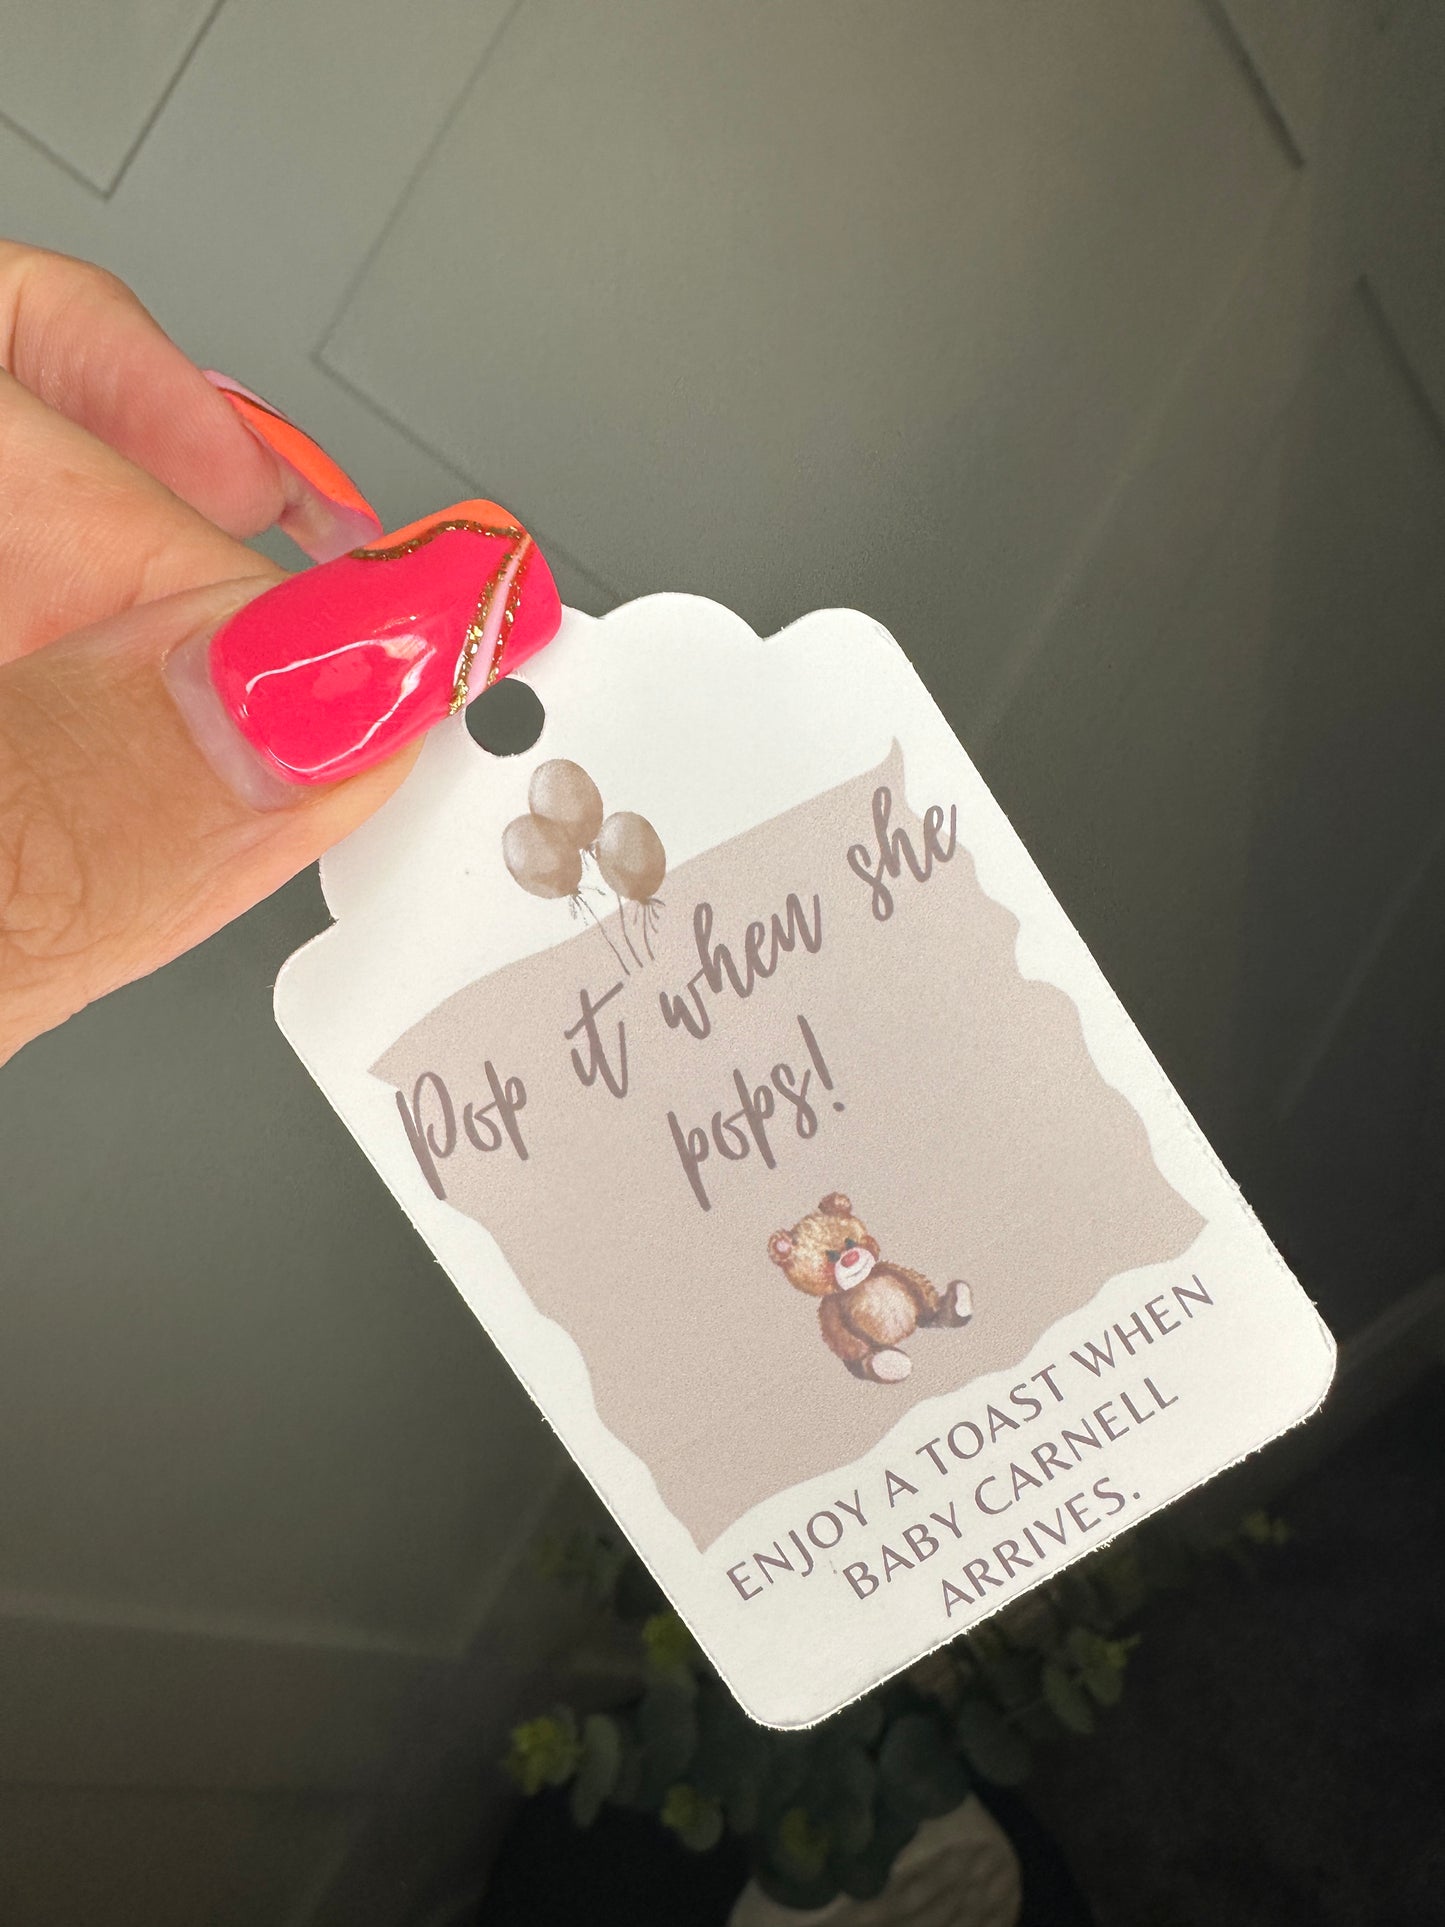 Pop it when she
pops!
ENJOY A TOAST WHEN
BABY CARNELL
ARRIVES.